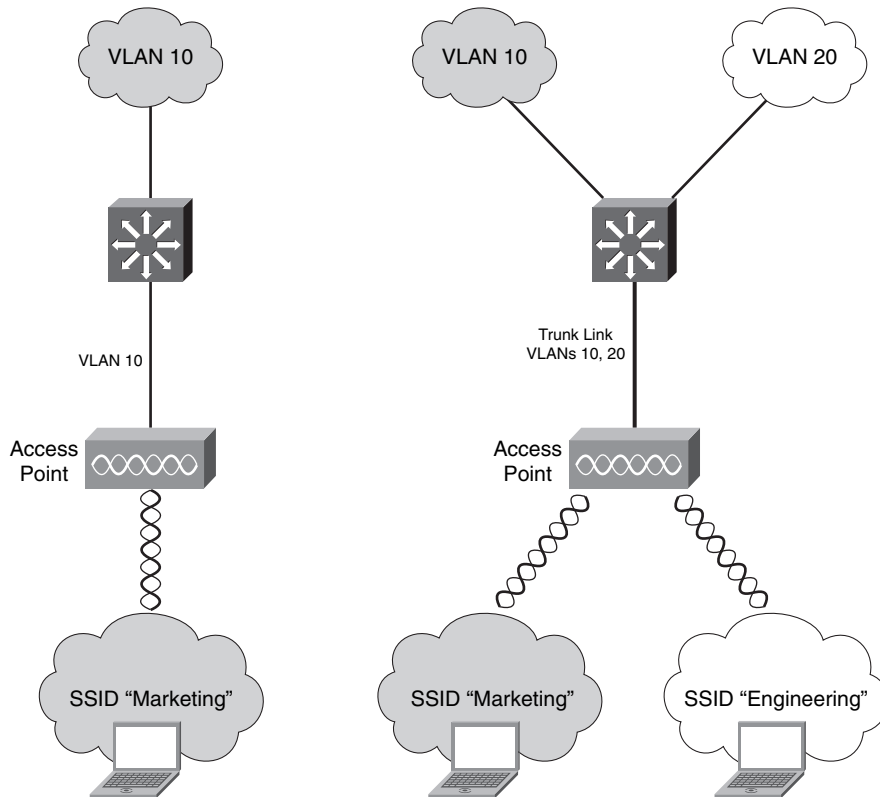 VLAN 10
VLAN 10
VLAN 20
VLAN 10
Trunk Link
VLANs 10, 20
Access
Point
Access
Point
SSID “Marketing”
SSID “Marketing”
SSID “Engineering”